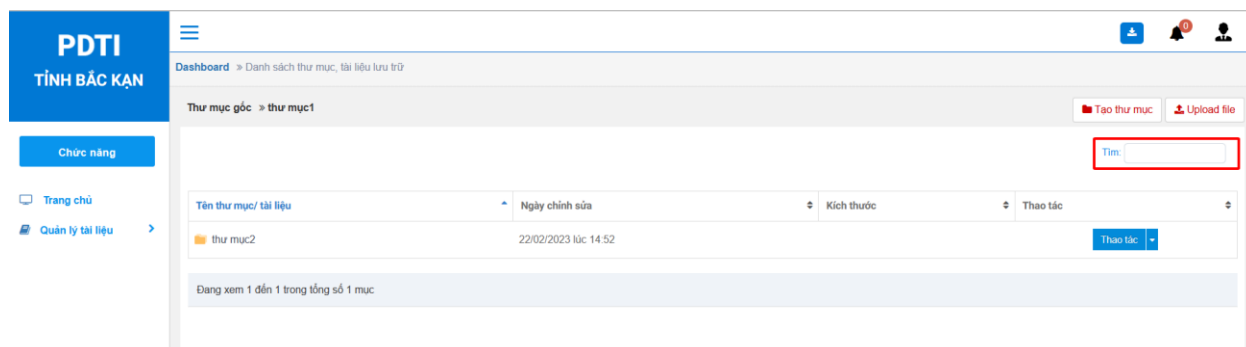 PDTI
TỈNH BẮC KẠN
0
Dashboard » Danh sách thư mục, tài liệu lưu trữ
Thư mục gốc » thư mục1
Tạo thư mục
Upload file
Chức năng
Tìm:
Trang chủ
Quản lý tài liệu
Tên thư mục/ tài liệu
Ngày chỉnh sửa
Kích thước
Thao tác
thư mục2
22/02/2023 lúc 14:52
Thao tác
Đang xem 1 đến 1 trong tổng số 1 mục